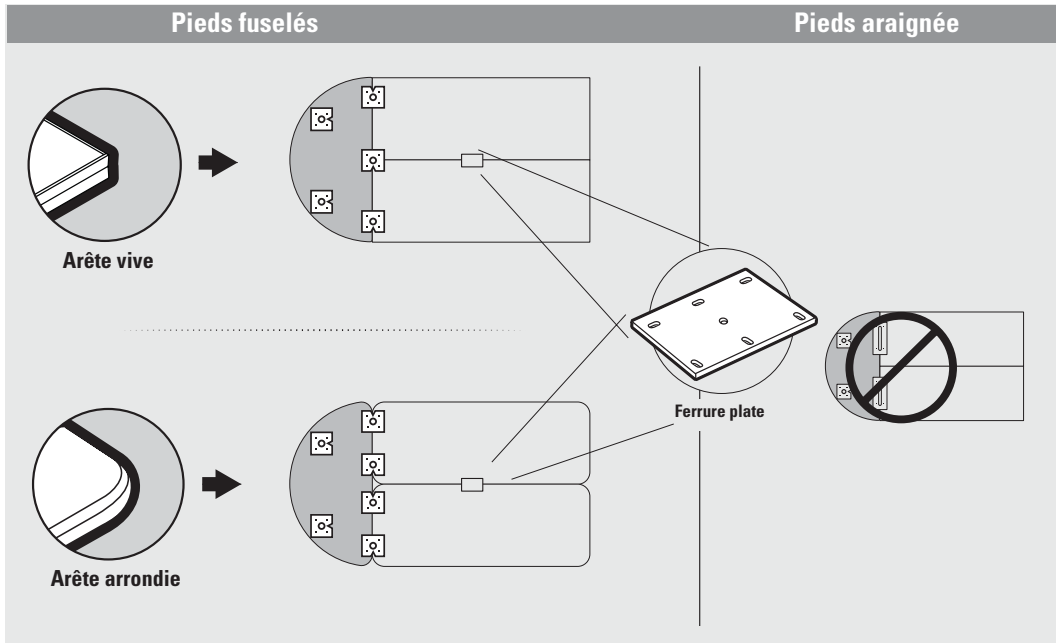 Pieds fuselés
Pieds araignée
Arête vive
Ferrure plate
Arête arrondie